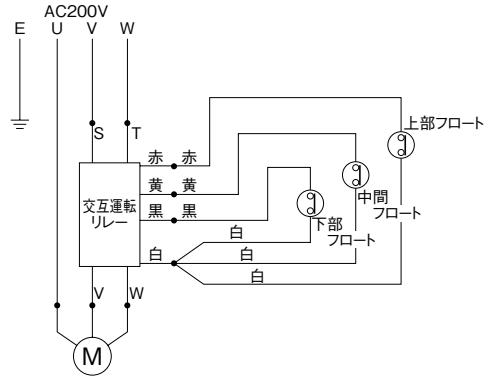 AC200V
E U V W
S T
赤 赤
黄 黄
黒 黒
白
交互運転
リレー
上部フロート
中間
フロート
下部
フロート
白
白
白
V W
M